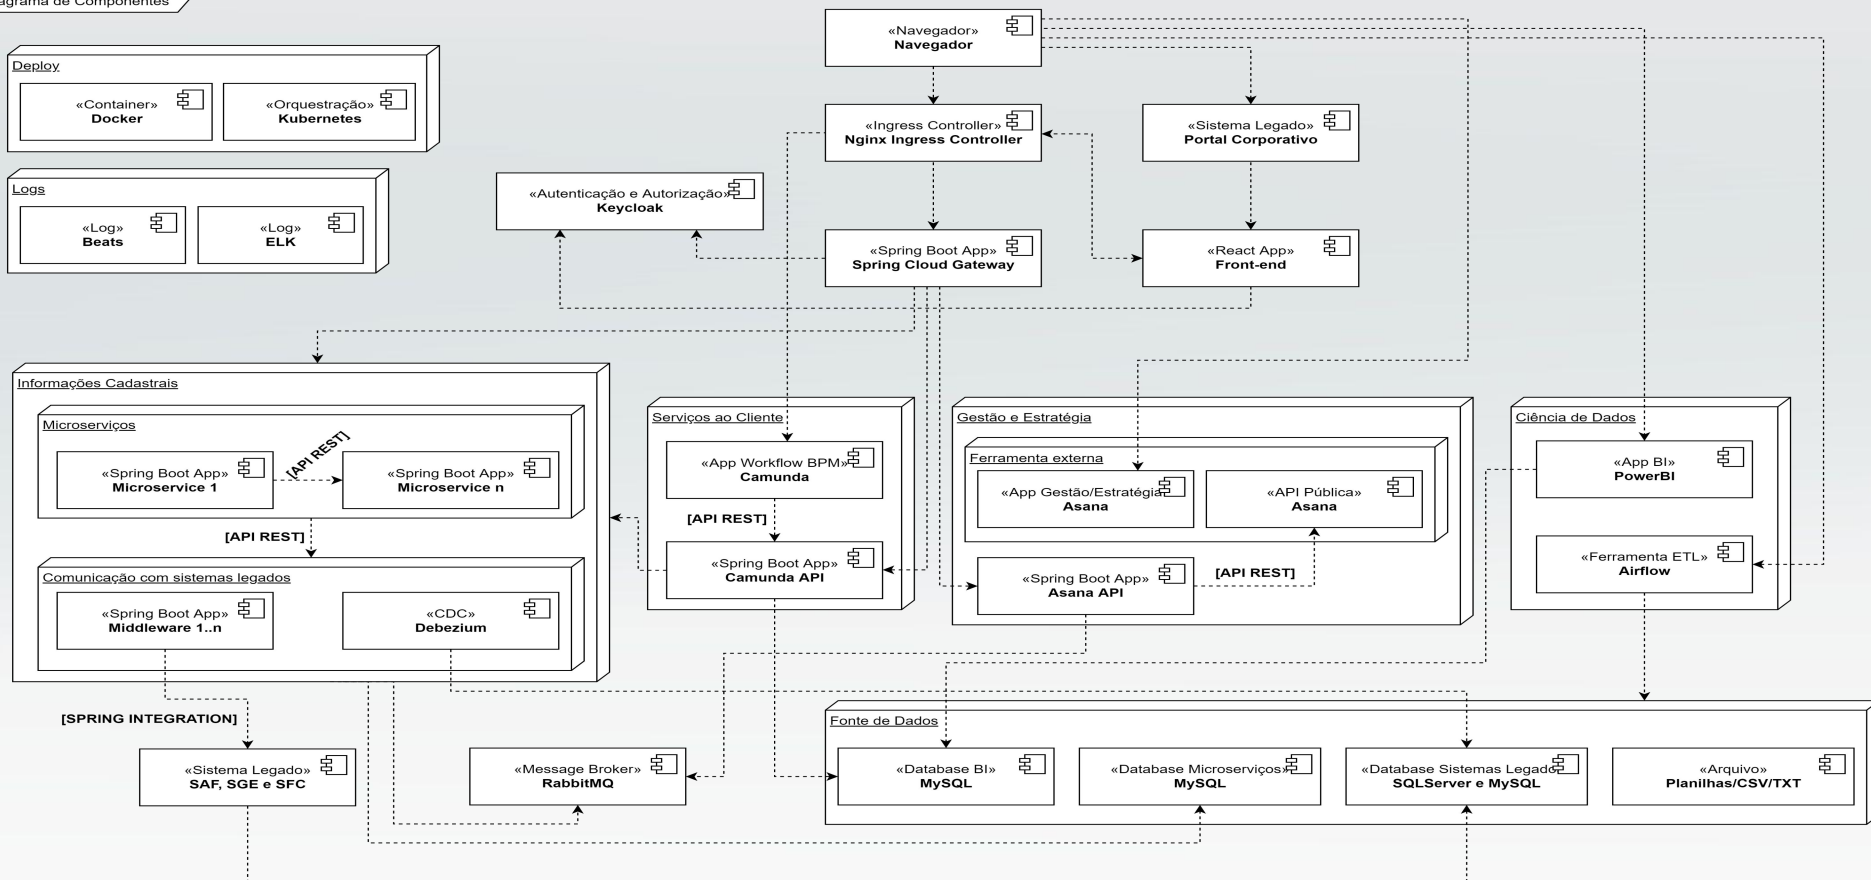 agrama de Componentes
«Navegador»
Navegador
Deploy
«Container»
Docker
«Orquestração»
Kubernetes
«Ingress Controller»
Nginx Ingress Controller
«Sistema Legado»
Portal Corporativo
Logs
«Log»
Beats
«Log»
ELK
«Autenticação e Autorização»
Keycloak
«Spring Boot App»
Spring Cloud Gateway
«React App»
Front-end
Informações Cadastrais
Microserviços
«Spring Boot App»
Microservice 1
[API REST]
«Spring Boot App»
Microservice n
[API REST]
Comunicação com sistemas legados
«Spring Boot App»
Middleware 1..n
«CDC»
Debezium
Serviços ao Cliente
«App Workflow BPM»
Camunda
[API REST]
«Spring Boot App»
Camunda API
Gestão e Estratégia
Ferramenta externa
«App Gestão/Estratégia
Asana
«API Pública»
Asana
«Spring Boot App»
Asana API
[API REST]
Ciência de Dados
«App BI»
PowerBI
«Ferramenta ETL»
Airflow
[SPRING INTEGRATION]
«Sistema Legado»
SAF, SGE e SFC
«Message Broker»
RabbitMQ
Fonte de Dados
«Database BI»
MySQL
«Database Microserviços»
MySQL
«Database Sistemas Legado
SQLServer e MySQL
«Arquivo»
Planilhas/CSV/TXT